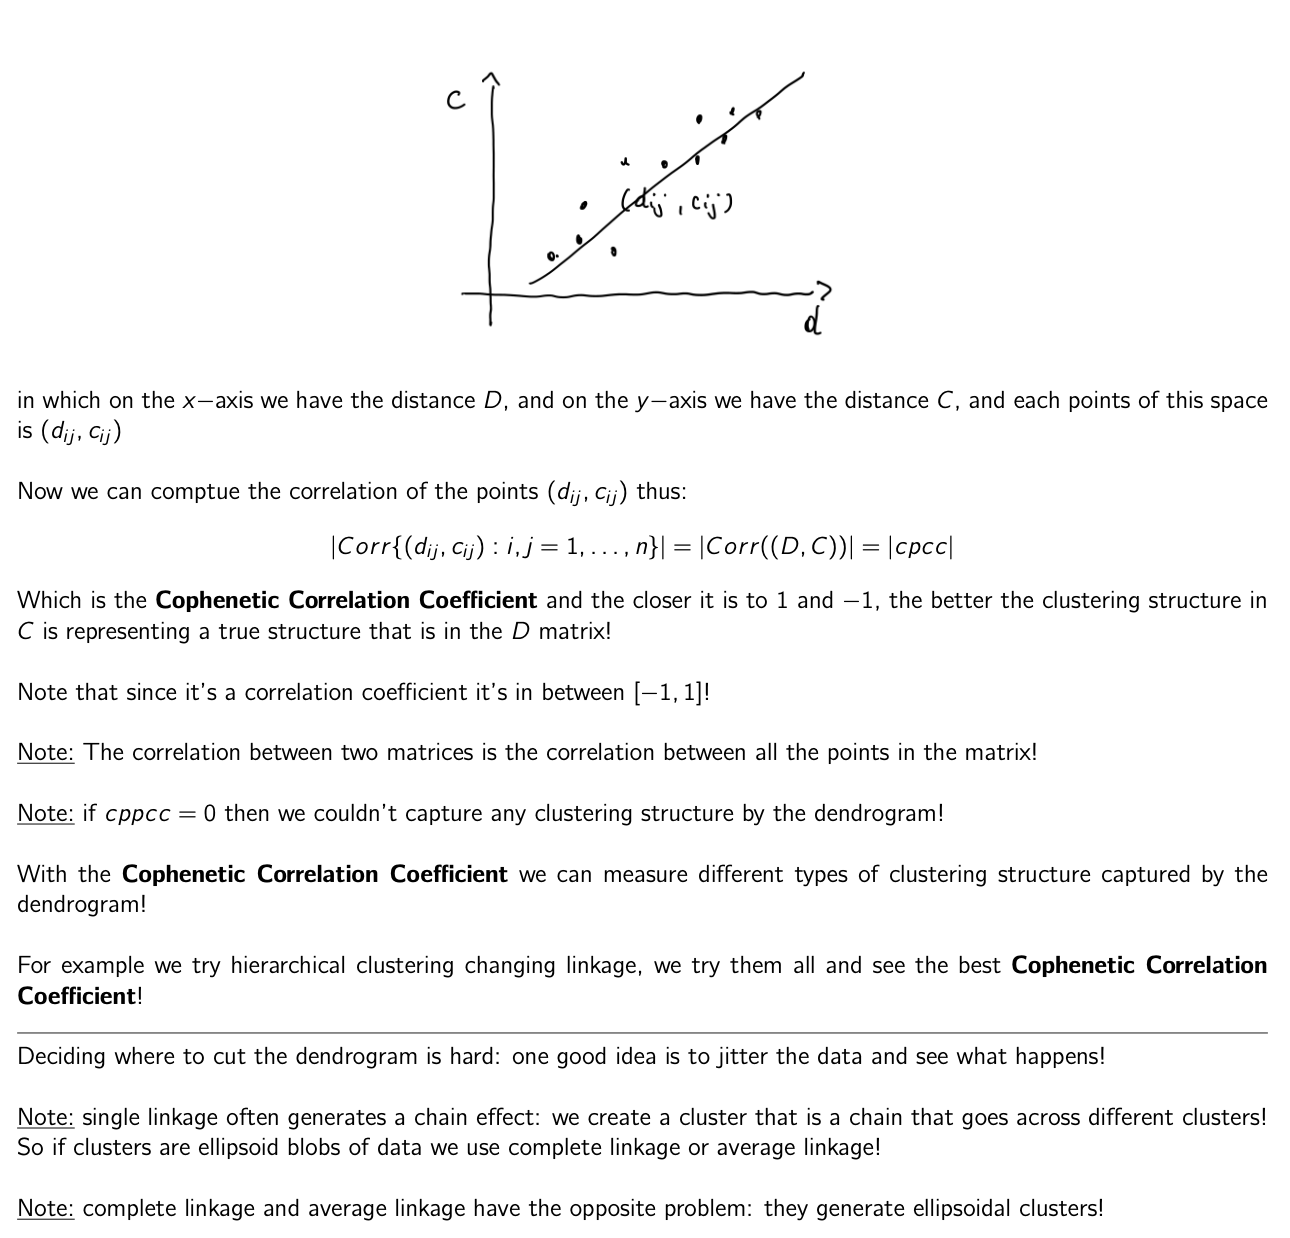 C
(dij, cij)
d
in which on the x−axis we have the distance D, and on the y−axis we have the distance C, and each points of this space
is (dij, cij)
Now we can comptue the correlation of the points (dij, cij) thus:
|Corr{(dij, cij) : i, j = 1, . . . , n}| = |Corr((D, C))| = |cpcc|
Which is the Cophenetic Correlation Coefficient and the closer it is to 1 and −1, the better the clustering structure in
C is representing a true structure that is in the D matrix!
Note that since it's a correlation coefficient it's in between [−1, 1]!
Note: The correlation between two matrices is the correlation between all the points in the matrix!
Note: if cppcc = 0 then we couldn't capture any clustering structure by the dendrogram!
With the Cophenetic Correlation Coefficient we can measure different types of clustering structure captured by the
dendrogram!
For example we try hierarchical clustering changing linkage, we try them all and see the best Cophenetic Correlation
Coefficient!
Deciding where to cut the dendrogram is hard: one good idea is to jitter the data and see what happens!
Note: single linkage often generates a chain effect: we create a cluster that is a chain that goes across different clusters!
So if clusters are ellipsoid blobs of data we use complete linkage or average linkage!
Note: complete linkage and average linkage have the opposite problem: they generate ellipsoidal clusters!